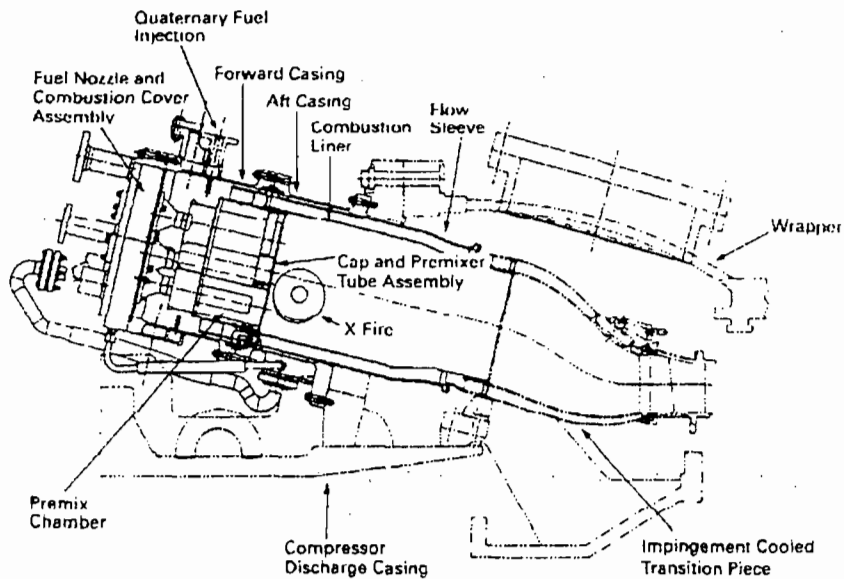 Quaternary Fuel
Injection
Fuel Nozzle and
Combustion Cover
Assembly
Forward Casing
Aft Casing
Combustion
Liner
Flow
Sleeve
Wrapper
Cap and Premixer
Tube Assembly
X Fire
Premix
Chamber
Compressor
Discharge Casing
Impingement Cooled
Transition Piece